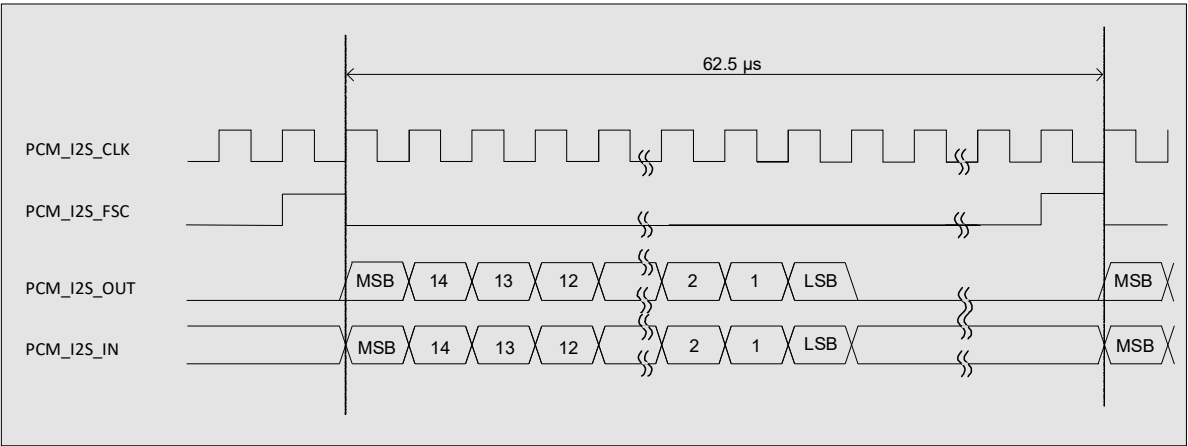 62.5 µs
PCM_I2S_CLK
PCM_I2S_FSC
PCM_I2S_OUT MSB 14 13 12 2 1 LSB MSB
PCM_I2S_IN MSB 14 13 12 2 1 LSB MSB